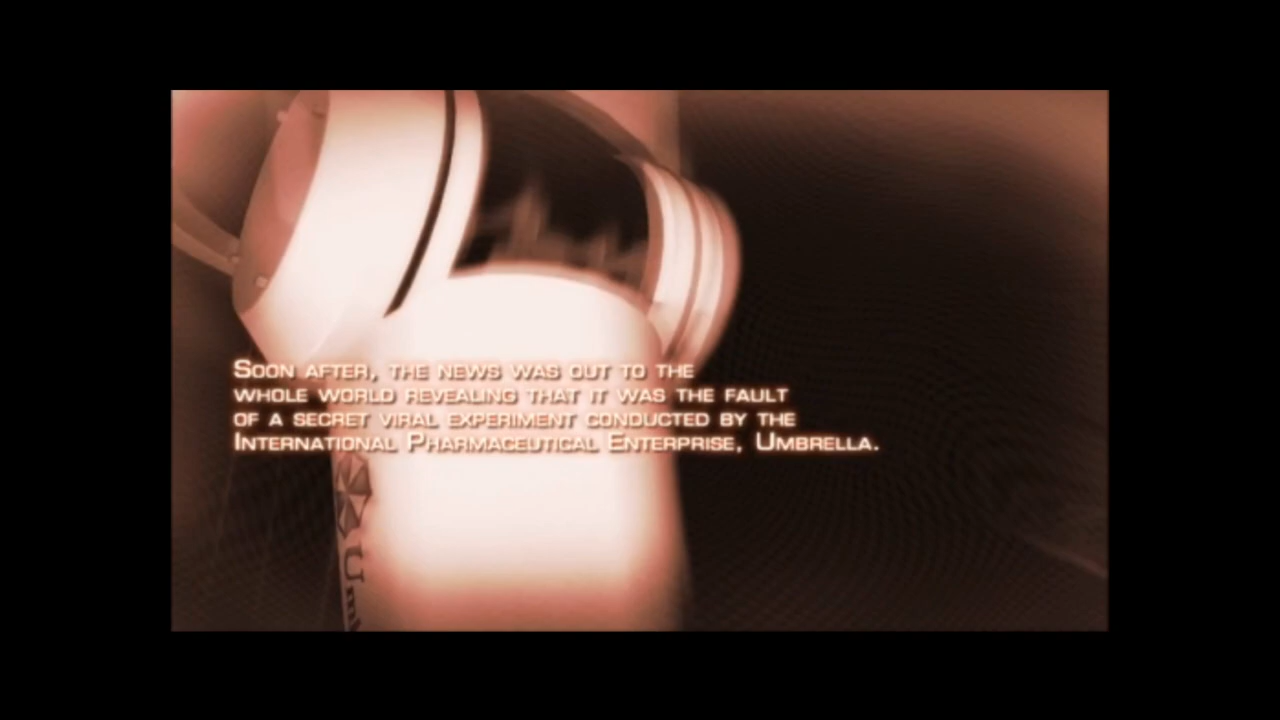 Soon after, the news was out to the
whole world revealing that it was the fault
of a secret viral experiment conducted by the
International Pharmaceutical Enterprise, Umbrella.